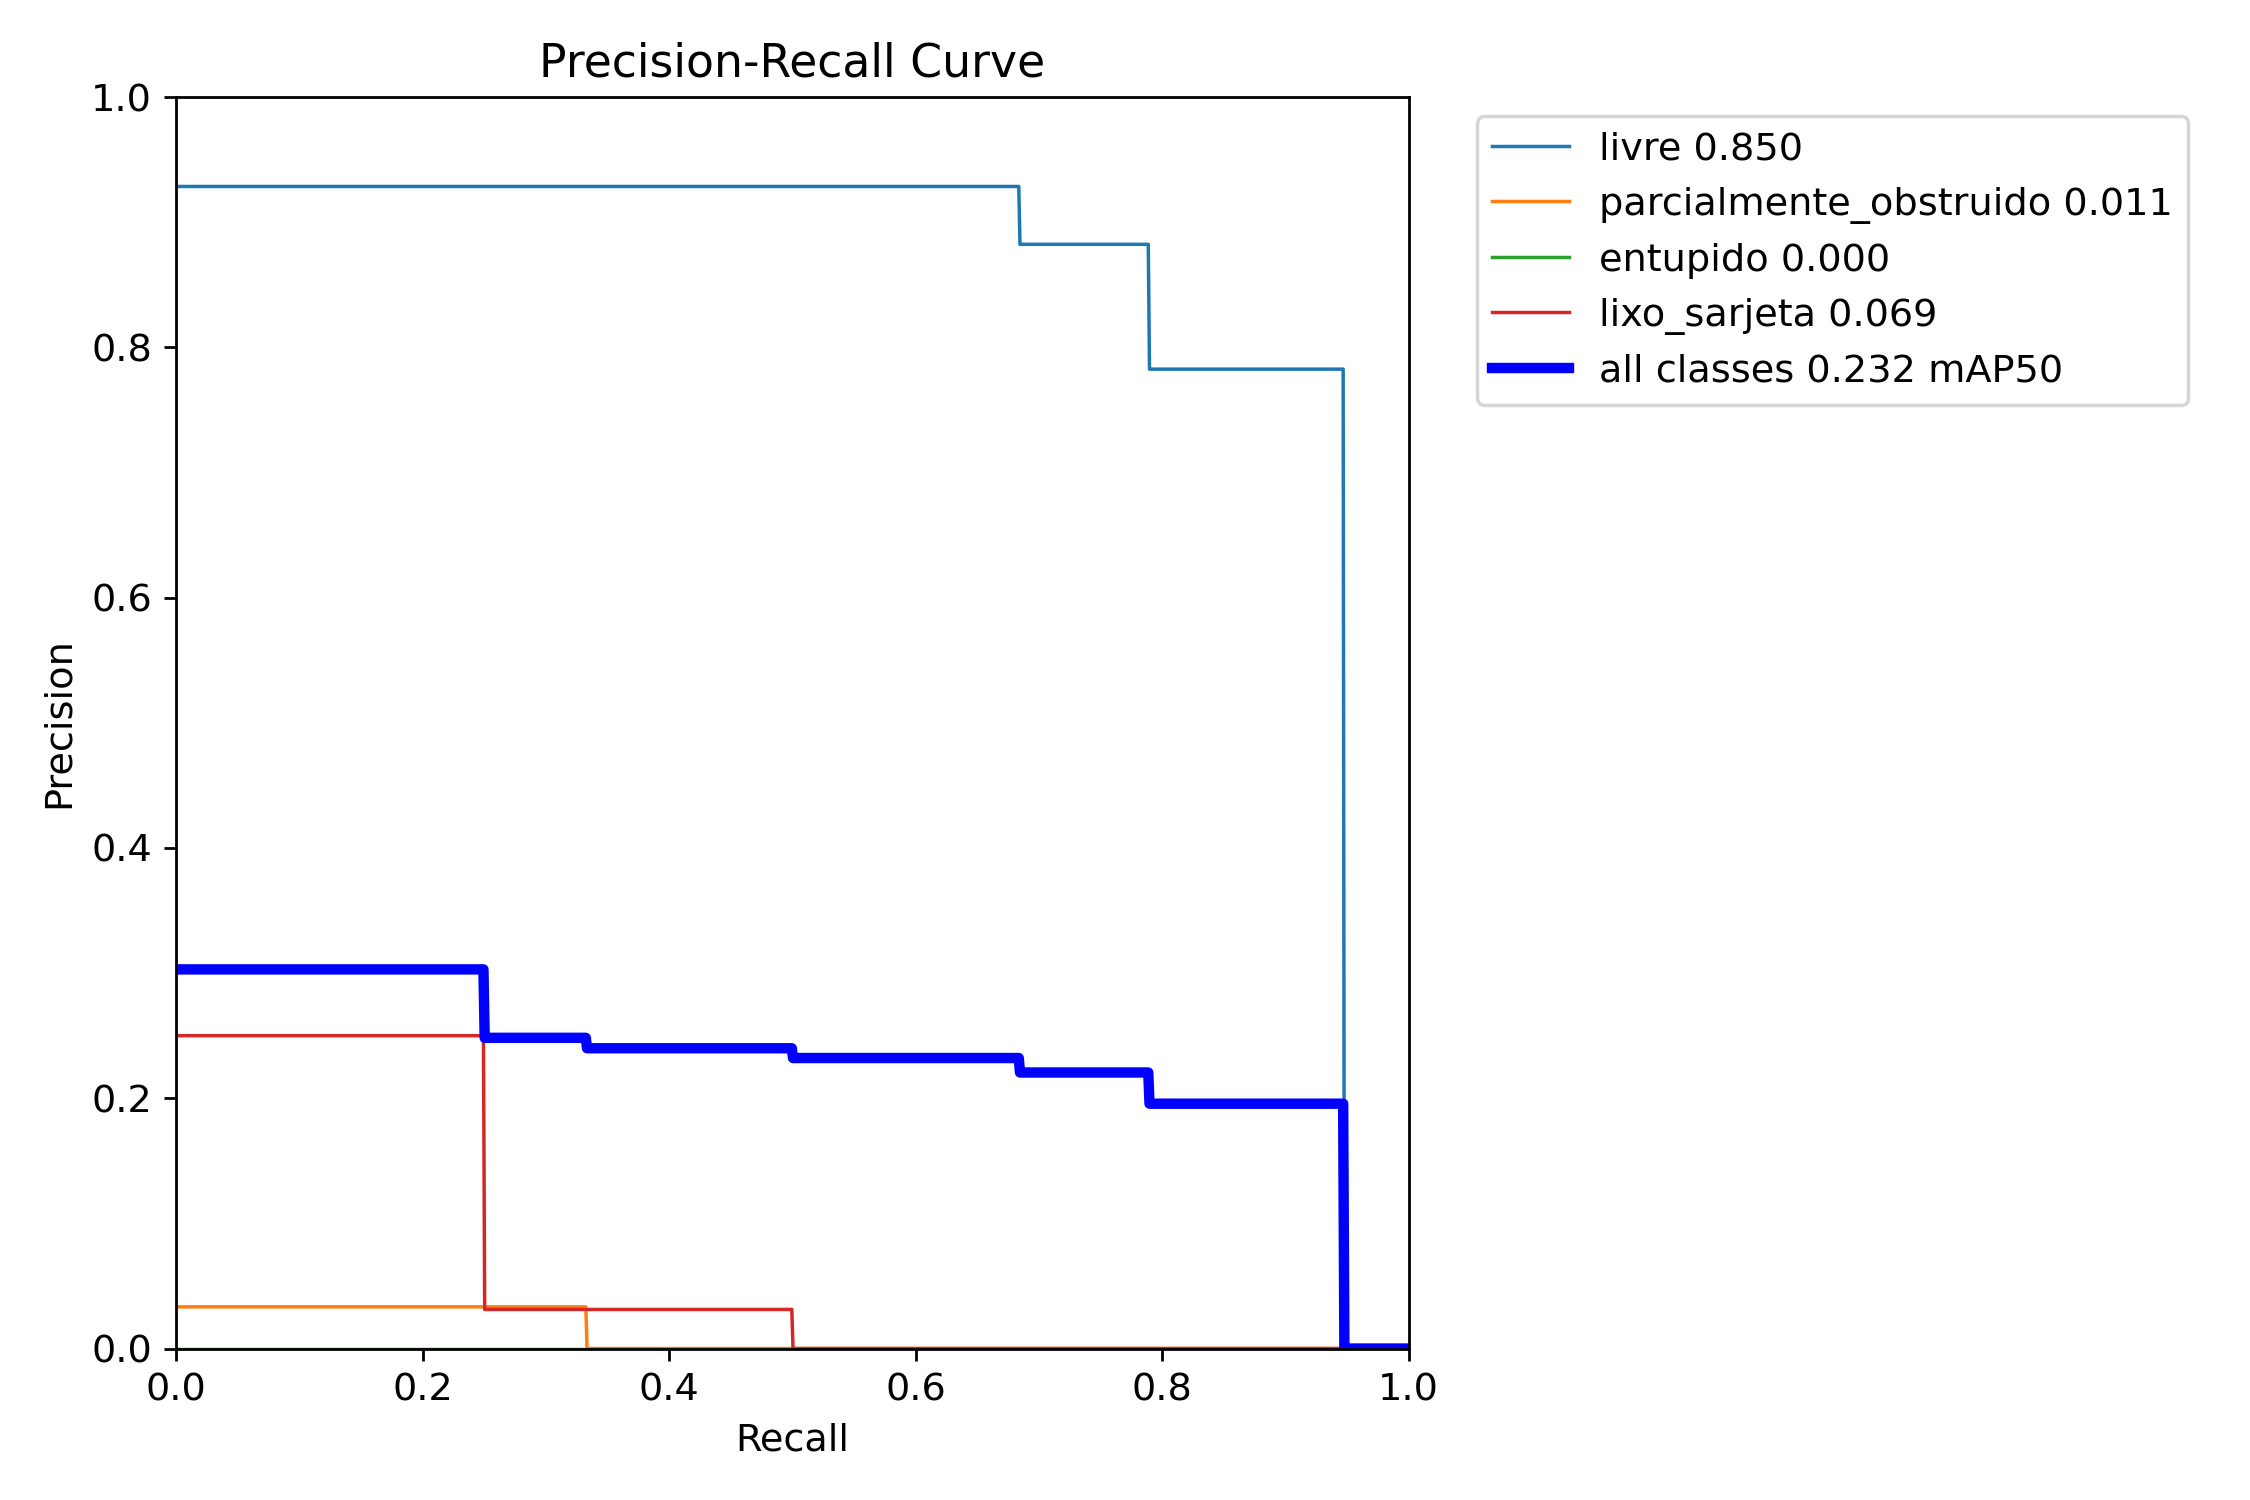 Precision-Recall Curve
1.0
0.8
0.6
0.4
0.2
0.0
Precision
0.0 0.2 0.4 0.6 0.8 1.0
Recall
livre 0.850
parcialmente_obstruido 0.011
entupido 0.000
lixo_sarjeta 0.069
all classes 0.232 mAP50